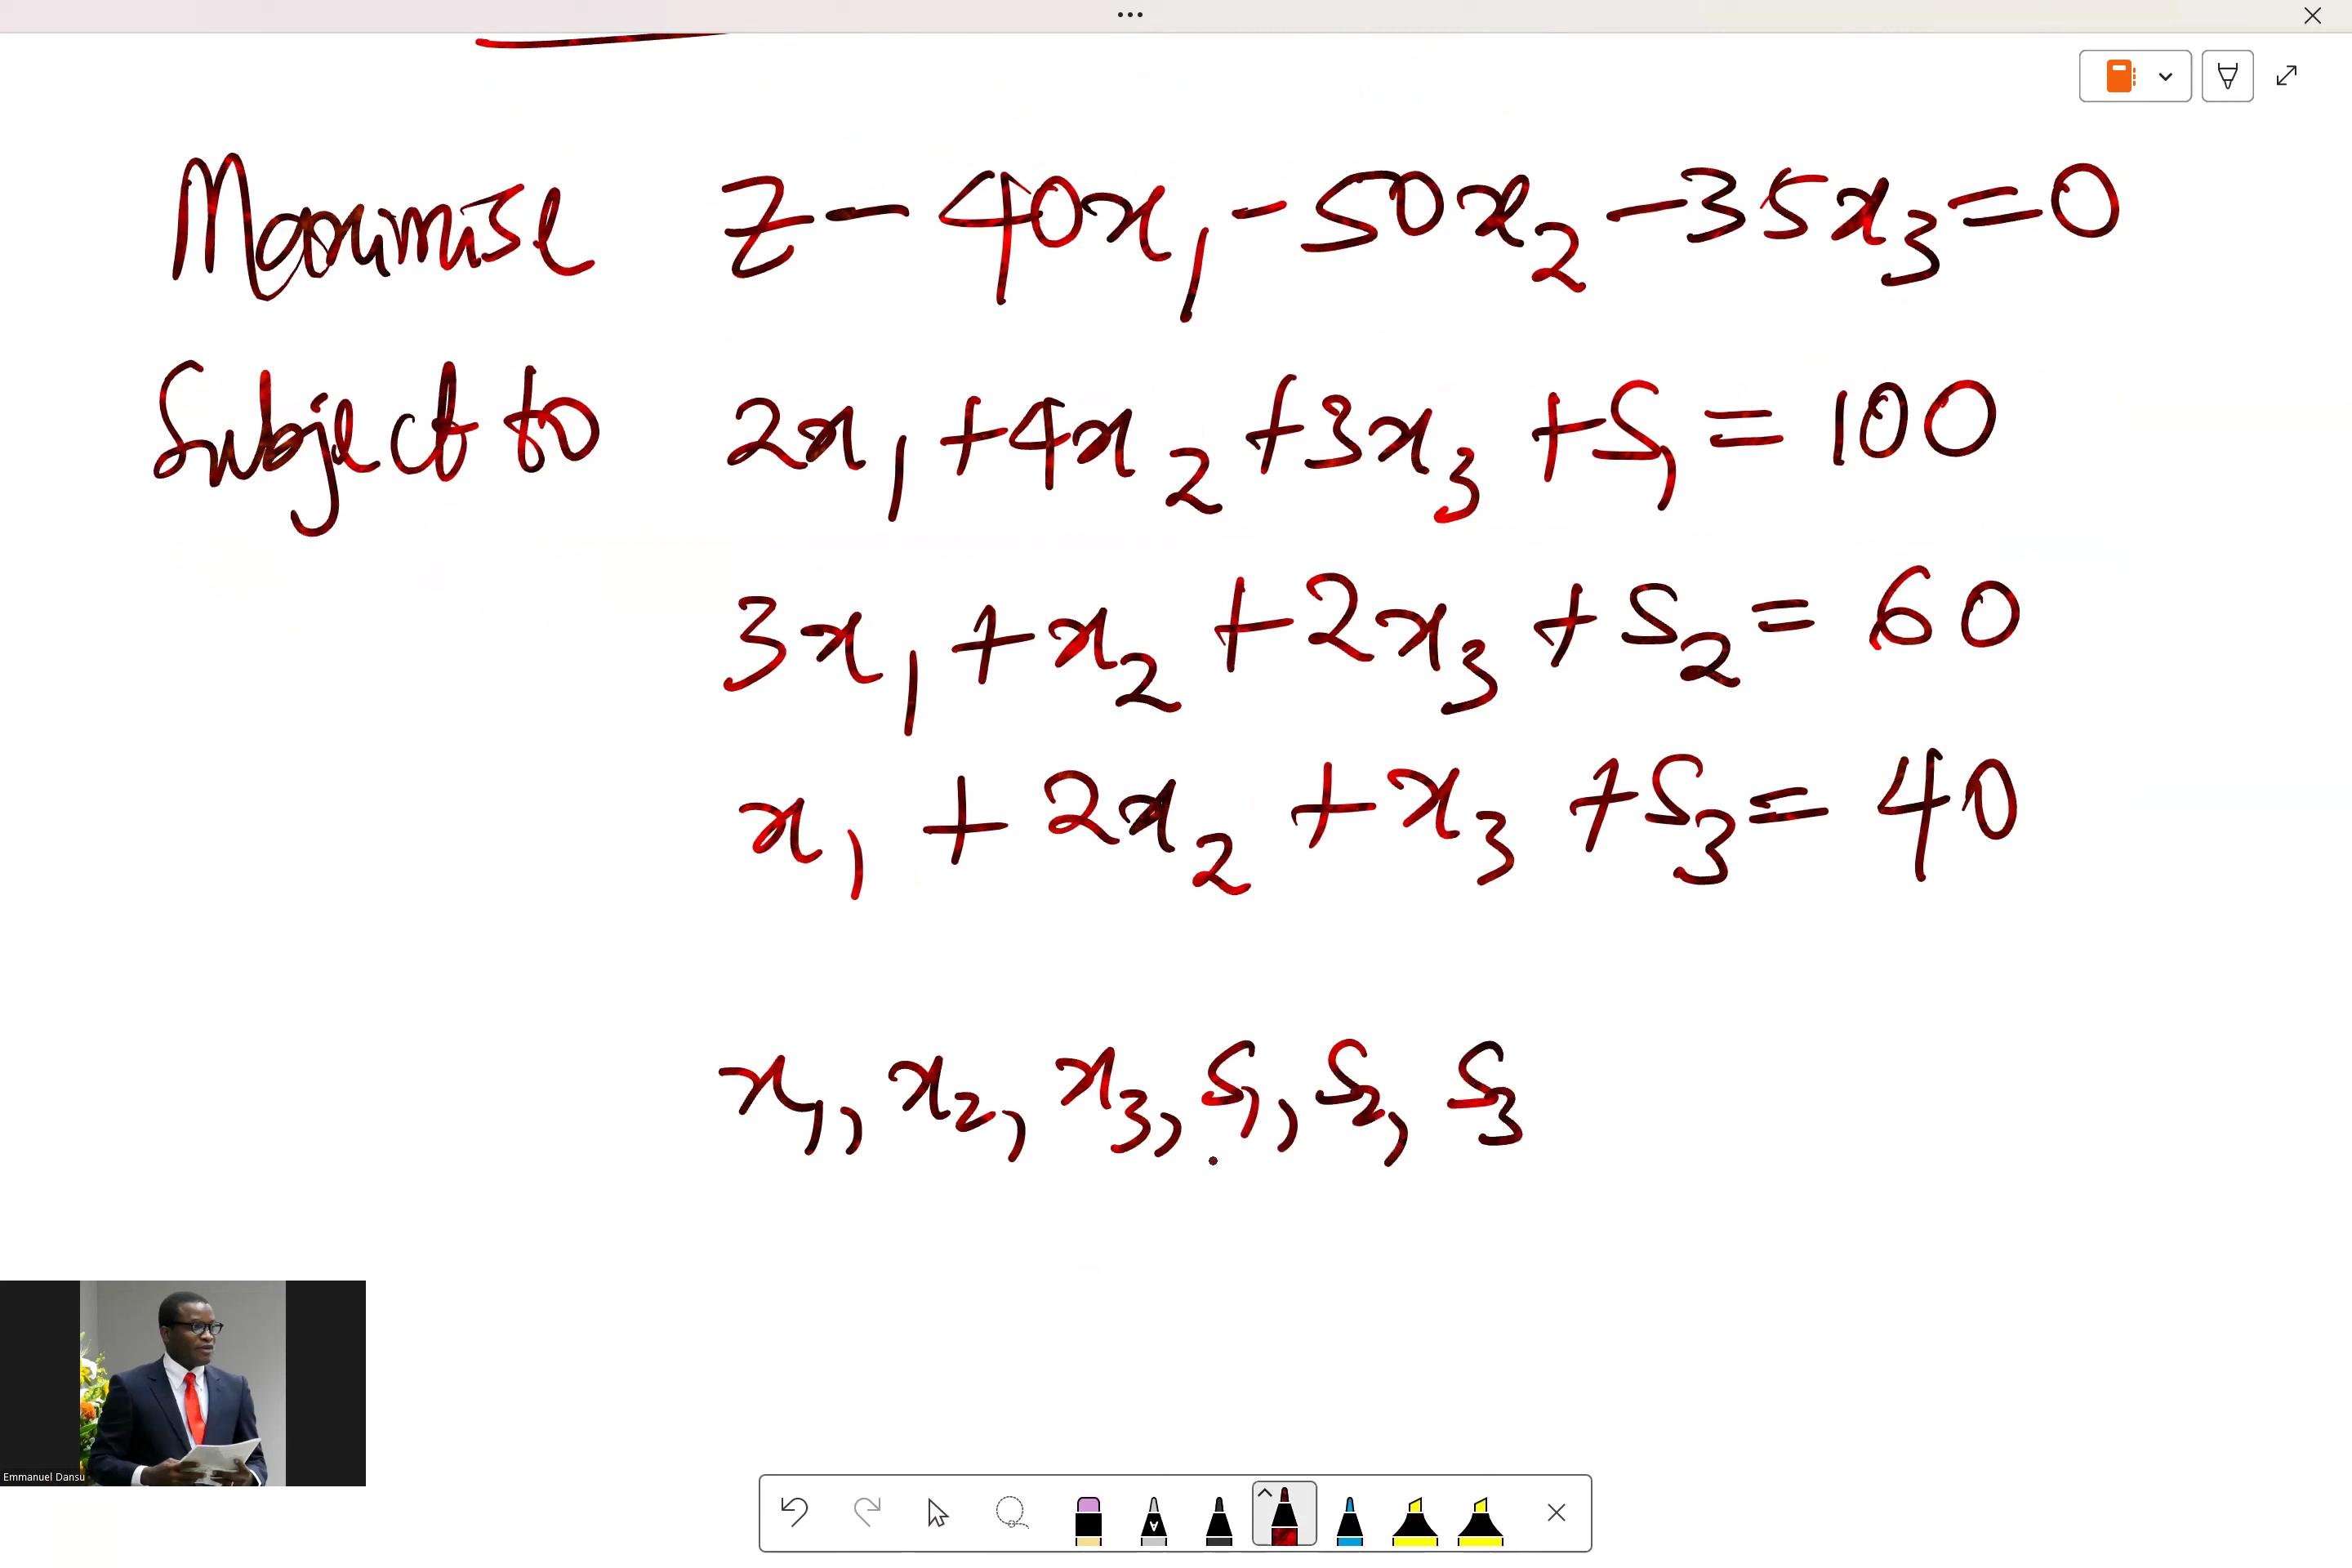 Maximise z - 40x₁ - 50x₂ - 35x₃ = 0
Subject to 2x₁ + 4x₂ + 3x₃ + S₁ = 100
3x₁ + x₂ + 2x₃ + S₂ = 60
x₁ + 2x₂ + x₃ + S₃ = 40
x₁, x₂, x₃, S₁, S₂, S₃
Emmanuel Dansu